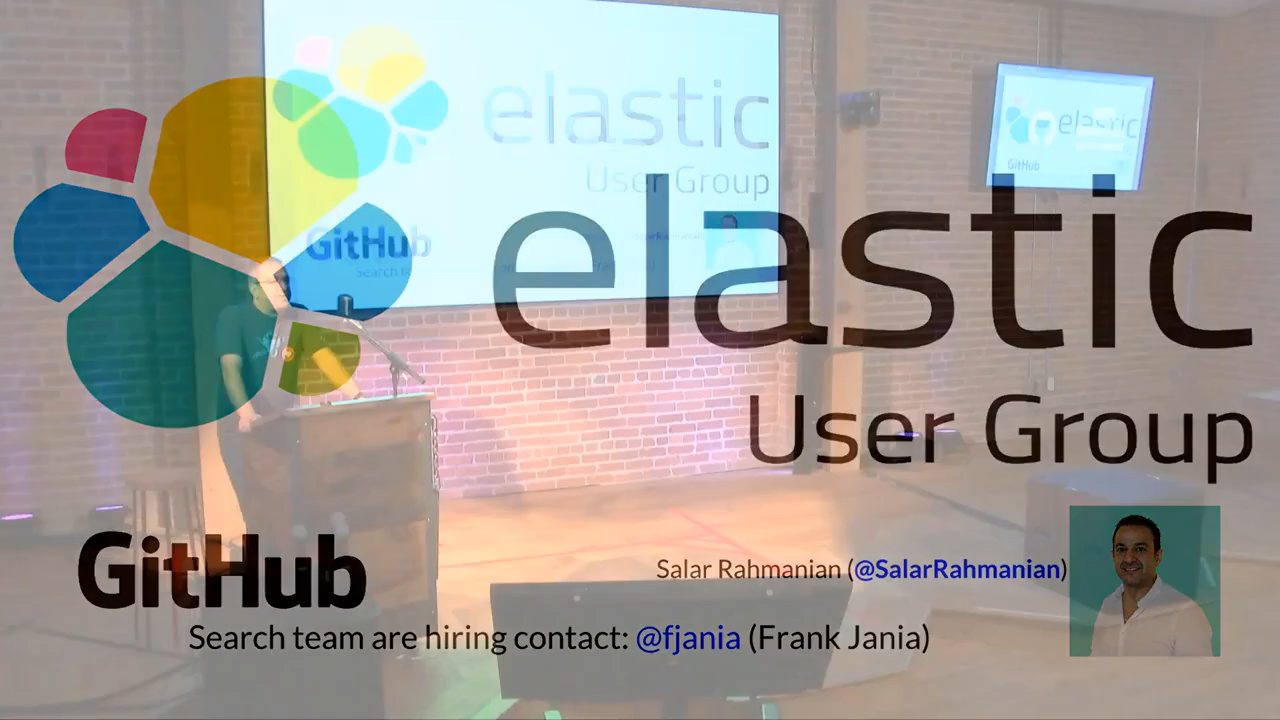 elastic
User Group
GitHub
Search t
elastic
GitHub
elastic
User Group
GitHub
Salar Rahmanian (@SalarRahmanian)
Search team are hiring contact: @fjania (Frank Jania)